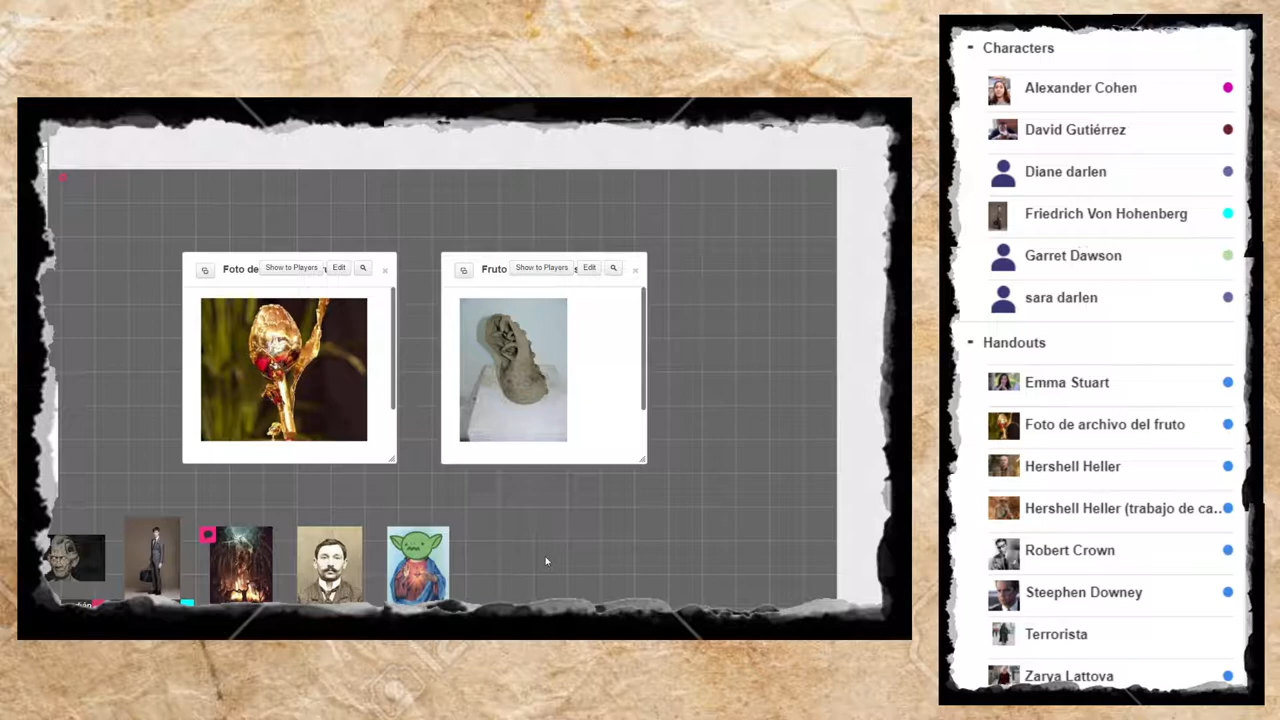 Foto de
Show to Players
Edit
Fruto
Show to Players
Edit
- Characters
Alexander Cohen
David Gutiérrez
Diane darlen
Friedrich Von Hohenberg
Garret Dawson
sara darlen
- Handouts
Emma Stuart
Foto de archivo del fruto
Hershell Heller
Hershell Heller (trabajo de ca...
Robert Crown
Steephen Downey
Terrorista
Zarya Lattova